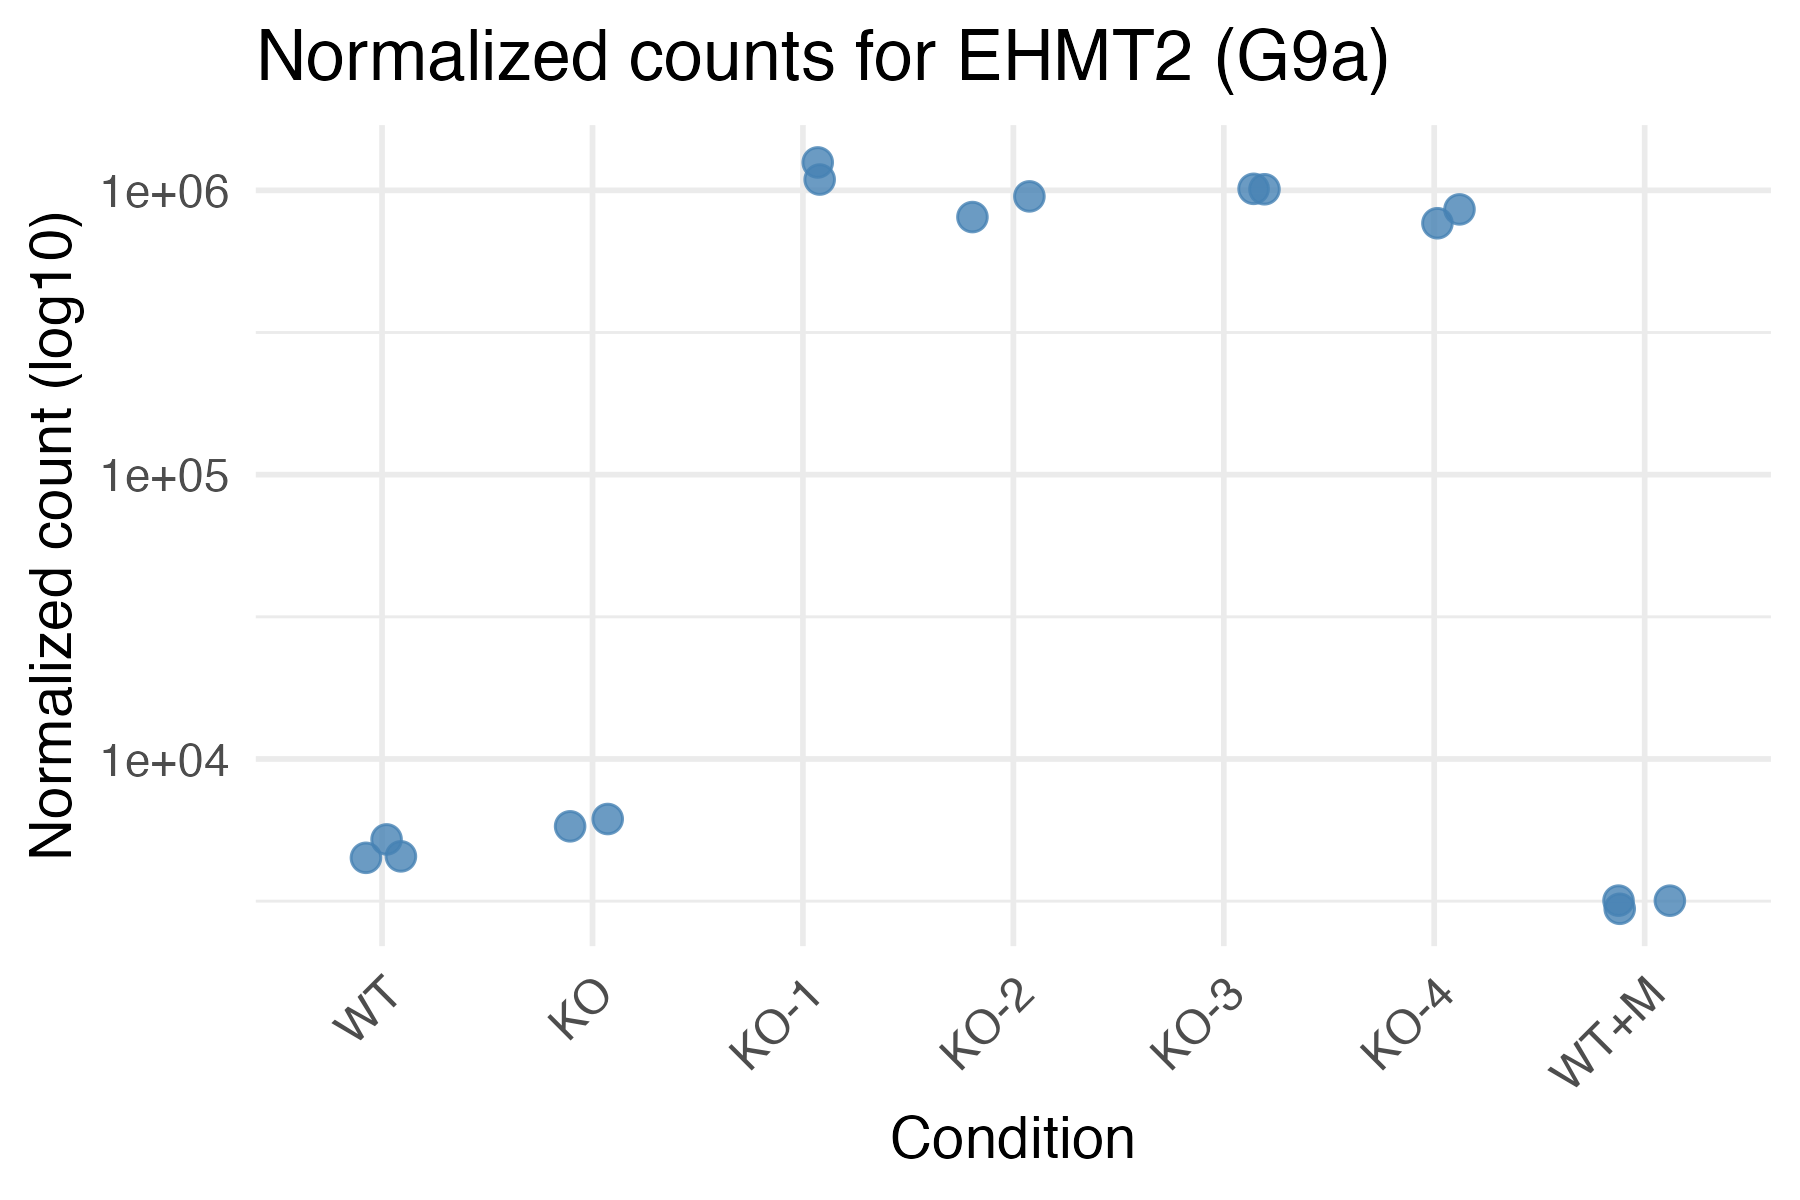 Normalized counts for EHMT2 (G9a)
Normalized count (log10)
1e+06
1e+05
1e+04
WT
KO
KO-1
KO-2
KO-3
KO-4
WT+M
Condition